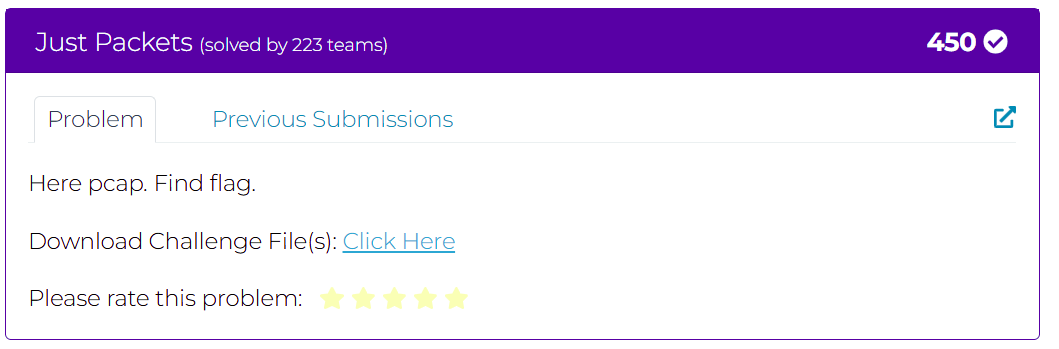 Just Packets (solved by 223 teams) 450
Problem Previous Submissions
Here pcap. Find flag.
Download Challenge File(s): Click Here
Please rate this problem: